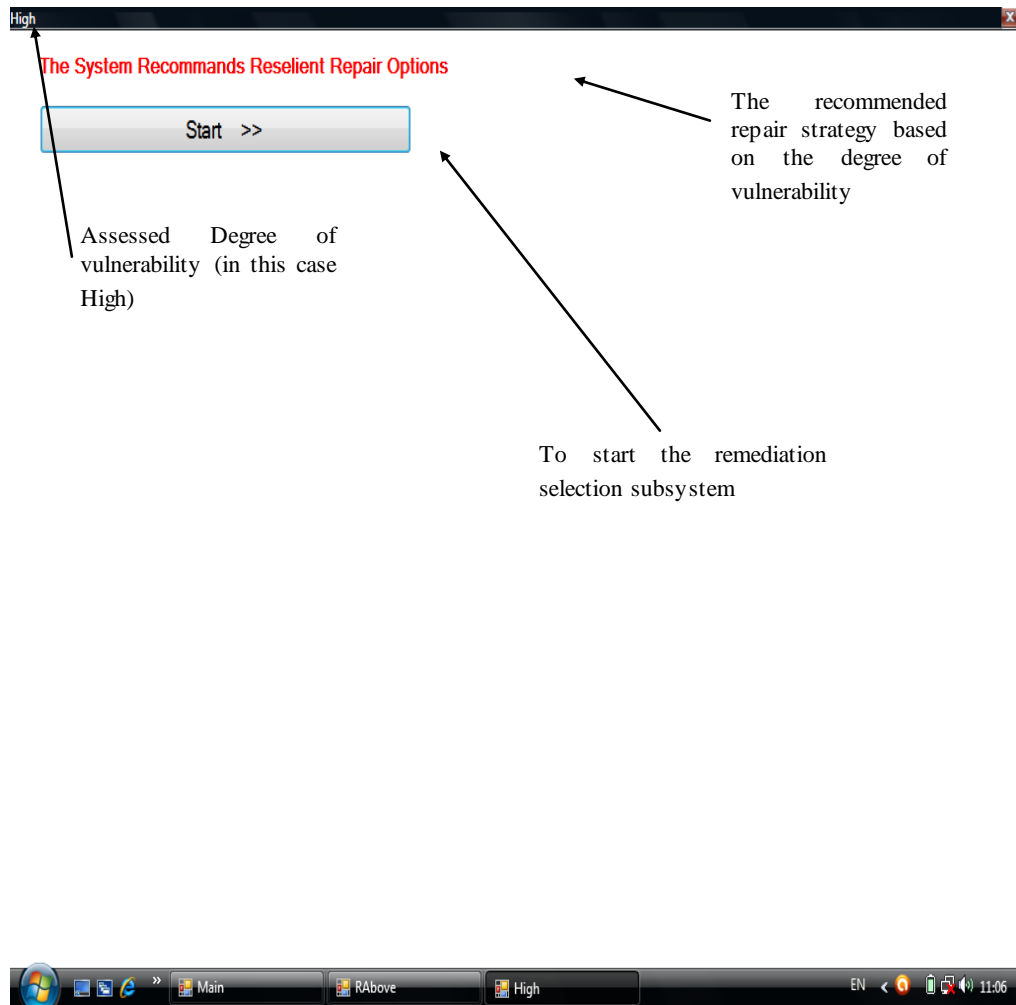 High
The System Recommands Reselient Repair Options
Start >>
The recommended
repair strategy based
on the degree of
vulnerability
Assessed Degree of
vulnerability (in this case
High)
To start the remediation
selection subsystem
» Main RAbove High EN < 11:06